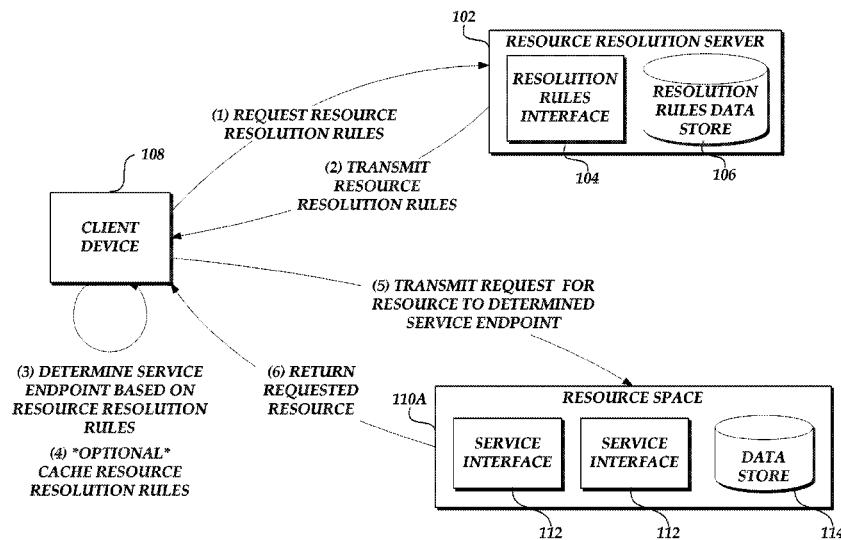 102
RESOURCE RESOLUTION SERVER
RESOLUTION
RULES
INTERFACE
104
RESOLUTION
RULES DATA
STORE
106
(1) REQUEST RESOURCE
RESOLUTION RULES
(2) TRANSMIT
RESOURCE
RESOLUTION RULES
108
CLIENT
DEVICE
(3) DETERMINE SERVICE
ENDPOINT BASED ON
RESOURCE RESOLUTION
RULES
(4) *OPTIONAL*
CACHE RESOURCE
RESOLUTION RULES
(5) TRANSMIT REQUEST FOR
RESOURCE TO DETERMINED
SERVICE ENDPOINT
(6) RETURN
REQUESTED
RESOURCE
110A
RESOURCE SPACE
SERVICE
INTERFACE
112
SERVICE
INTERFACE
112
DATA
STORE
114